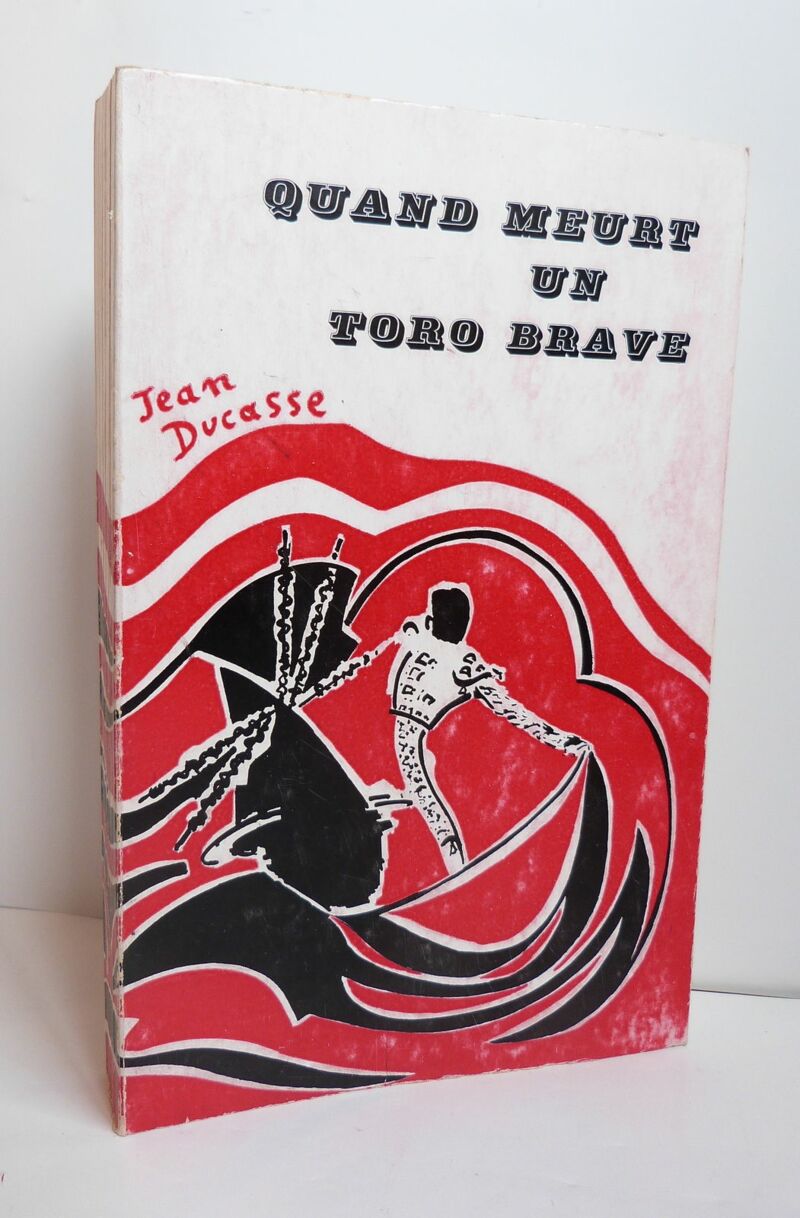 QUAND MEURT
UN
TORO BRAVE
Jean
Ducasse